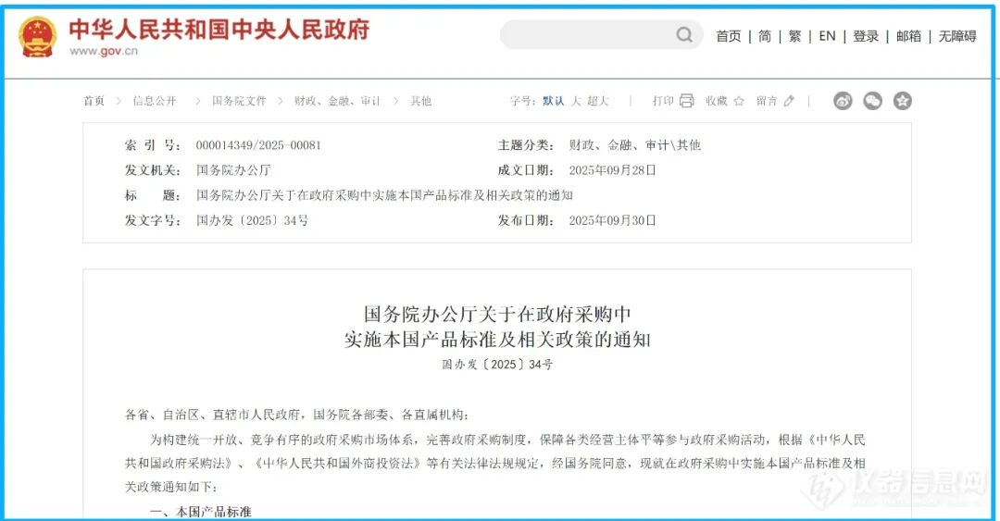 中华人民共和国中央人民政府
www.gov.cn
首页 | 简 | 繁 | EN | 登录 | 邮箱 | 无障碍
首页 > 信息公开 > 国务院文件 > 财政、金融、审计 > 其他
字号：默认 大 超大 | 打印 收藏 留言 |
索 引 号： 000014349/2025-00081
主题分类： 财政、金融、审计\其他
发文机关： 国务院办公厅
成文日期： 2025年09月28日
标 题： 国务院办公厅关于在政府采购中实施本国产品标准及相关政策的通知
发文字号： 国办发〔2025〕34号
发布日期： 2025年09月30日
国务院办公厅关于在政府采购中
实施本国产品标准及相关政策的通知
国办发〔2025〕34号
各省、自治区、直辖市人民政府，国务院各部委、各直属机构：
为构建统一开放、竞争有序的政府采购市场体系，完善政府采购制度，保障各类经营主体平等参与政府采购活动，根据《中华人民
共和国政府采购法》、《中华人民共和国外商投资法》等有关法律法规规定，经国务院同意，现就在政府采购中实施本国产品标准及相
关政策通知如下：
一、本国产品标准
仪器信息网